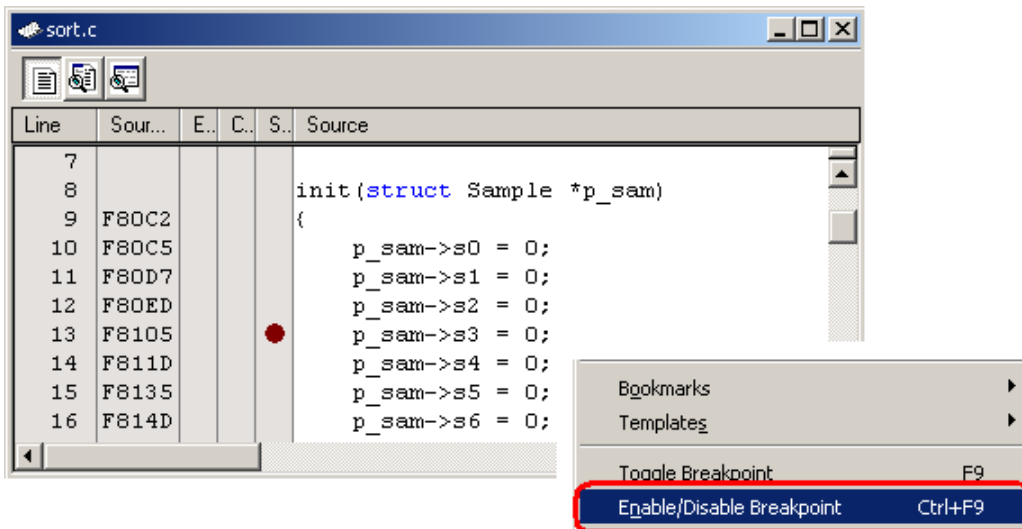 sort.c
Line Sour... E.. C.. S.. Source
7
8 init(struct Sample *p_sam)
9 F80C2 {
10 F80C5 p_sam->s0 = 0;
11 F80D7 p_sam->s1 = 0;
12 F80ED p_sam->s2 = 0;
13 F8105 p_sam->s3 = 0;
14 F811D p_sam->s4 = 0;
15 F8135 p_sam->s5 = 0;
16 F814D p_sam->s6 = 0;
Bookmarks
Templates
Toggle Breakpoint F9
Enable/Disable Breakpoint Ctrl+F9